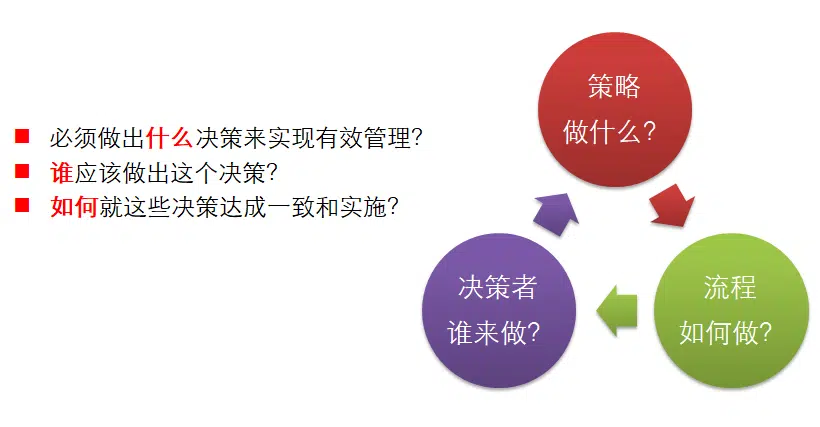 必须做出什么决策来实现有效管理?
谁应该做出这个决策?
如何就这些决策达成一致和实施?
策略
做什么?
决策者
谁来做?
流程
如何做?